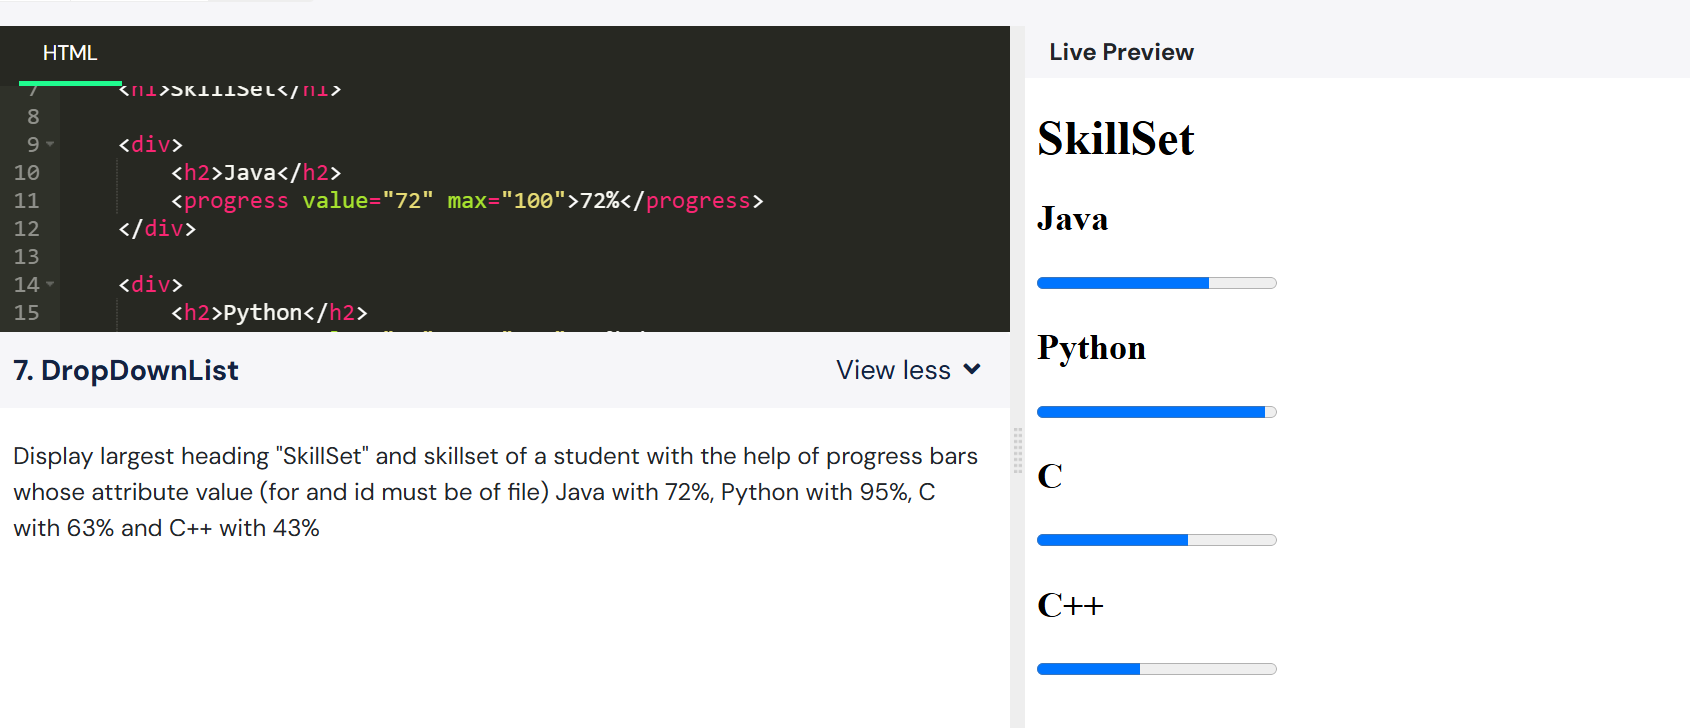 HTML
7 <h1>SkillSet</h1>
8
9 <div>
10 <h2>Java</h2>
11 <progress value="72" max="100">72%</progress>
12 </div>
13
14 <div>
15 <h2>Python</h2>
7. DropDownList
View less
Display largest heading "SkillSet" and skillset of a student with the help of progress bars
whose attribute value (for and id must be of file) Java with 72%, Python with 95%, C
with 63% and C++ with 43%
Live Preview
SkillSet
Java
Python
C
C++